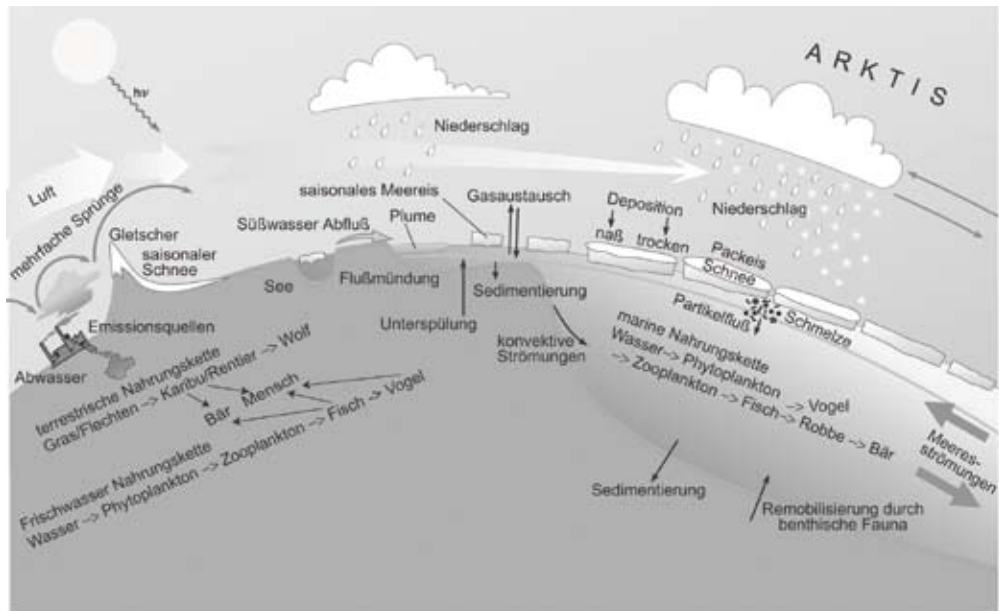 ARKTIS
hν
Niederschlag
Luft
mehrfache Sprünge
saisonales Meereis
Gasaustausch
Deposition
naß trocken
Niederschlag
Gletscher
saisonaler
Schnee
Süßwasser Abfluß
Plume
Packeis
Schnee
See
Flußmündung
Sedimentierung
Partikelfluß
Schmelze
Emissionsquellen
Abwasser
Unterspülung
konvektive
Strömungen
marine Nahrungskette
Wasser–> Phytoplankton –> Vogel
–> Zooplankton –> Fisch–> Robbe –> Bär
terrestrische Nahrungskette
Gras/Flechten –> Karibu/Rentier –> Wolf
Bär Mensch
Frischwasser Nahrungskette
Wasser –> Phytoplankton –> Zooplankton –> Fisch –> Vogel
Meeres-
strömungen
Sedimentierung
Remobilisierung durch
benthische Fauna